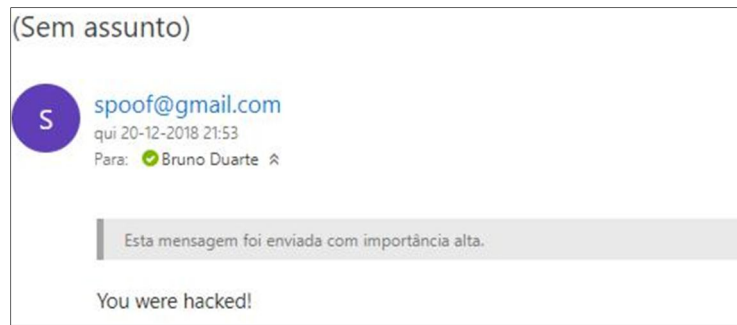 (Sem assunto)
S
spoof@gmail.com
qui 20-12-2018 21:53
Para: Bruno Duarte
Esta mensagem foi enviada com importância alta.
You were hacked!